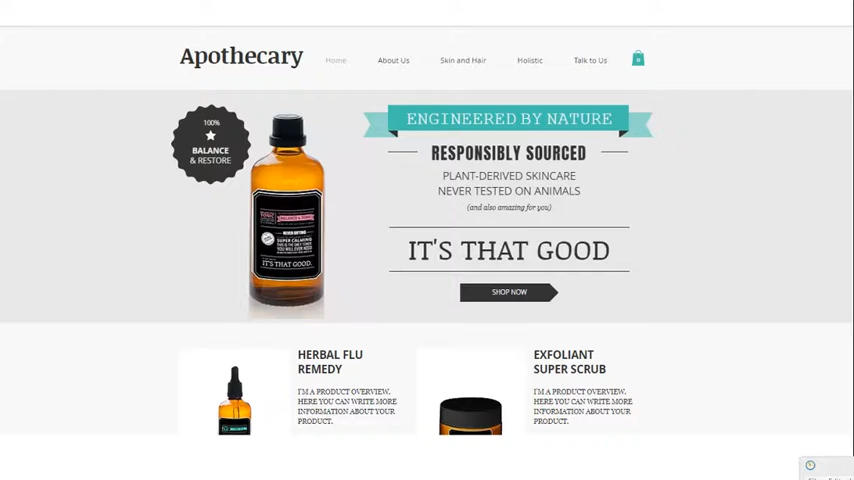 Apothecary
Home
About Us
Skin and Hair
Holistic
Talk to Us
0
100%
BALANCE
& RESTORE
ENGINEERED BY NATURE
RESPONSIBLY SOURCED
PLANT-DERIVED SKINCARE
NEVER TESTED ON ANIMALS
(and also amazing for you)
IT'S THAT GOOD
SHOP NOW
SUPER CALMING
IT'S THAT GOOD.
HERBAL FLU
REMEDY
I'M A PRODUCT OVERVIEW.
HERE YOU CAN WRITE MORE
INFORMATION ABOUT YOUR
PRODUCT.
EXFOLIANT
SUPER SCRUB
I'M A PRODUCT OVERVIEW.
HERE YOU CAN WRITE MORE
INFORMATION ABOUT YOUR
PRODUCT.